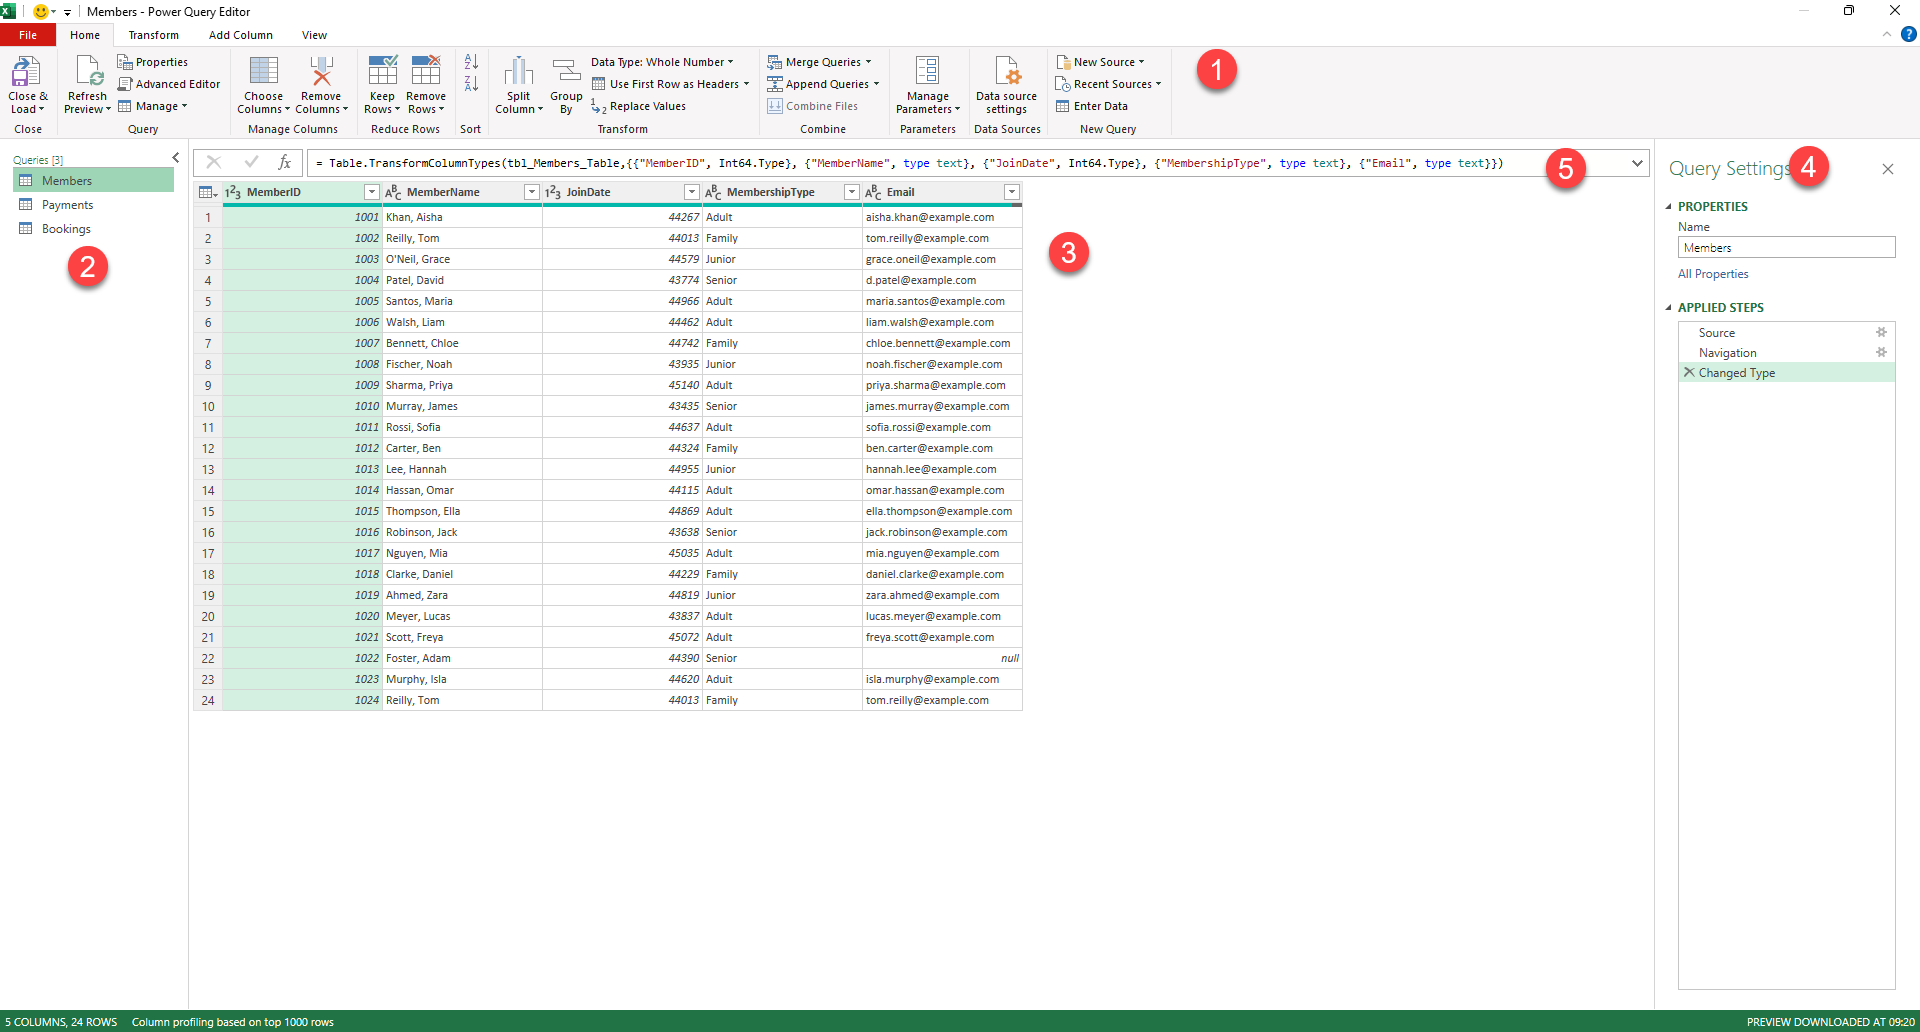 Members - Power Query Editor
File Home Transform Add Column View
Close & Load
Close
Refresh Preview
Properties
Advanced Editor
Manage
Query
Choose Columns
Remove Columns
Manage Columns
Keep Rows
Remove Rows
Reduce Rows
Sort
Split Column
Group By
Data Type: Whole Number
Use First Row as Headers
Replace Values
Transform
Merge Queries
Append Queries
Combine Files
Combine
Manage Parameters
Parameters
Data source settings
Data Sources
New Source
Recent Sources
Enter Data
New Query
1
Queries [3]
Members
Payments
Bookings
2
fx = Table.TransformColumnTypes(tbl_Members_Table,{{"MemberID", Int64.Type}, {"MemberName", type text}, {"JoinDate", Int64.Type}, {"MembershipType", type text}, {"Email", type text}})
5
MemberID MemberName JoinDate MembershipType Email
1 1001 Khan, Aisha 44267 Adult aisha.khan@example.com
2 1002 Reilly, Tom 44013 Family tom.reilly@example.com
3 1003 O'Neil, Grace 44579 Junior grace.oneil@example.com
4 1004 Patel, David 43774 Senior d.patel@example.com
5 1005 Santos, Maria 44966 Adult maria.santos@example.com
6 1006 Walsh, Liam 44462 Adult liam.walsh@example.com
7 1007 Bennett, Chloe 44742 Family chloe.bennett@example.com
8 1008 Fischer, Noah 43935 Junior noah.fischer@example.com
9 1009 Sharma, Priya 45140 Adult priya.sharma@example.com
10 1010 Murray, James 43435 Senior james.murray@example.com
11 1011 Rossi, Sofia 44637 Adult sofia.rossi@example.com
12 1012 Carter, Ben 44324 Family ben.carter@example.com
13 1013 Lee, Hannah 44955 Junior hannah.lee@example.com
14 1014 Hassan, Omar 44115 Adult omar.hassan@example.com
15 1015 Thompson, Ella 44869 Adult ella.thompson@example.com
16 1016 Robinson, Jack 43638 Senior jack.robinson@example.com
17 1017 Nguyen, Mia 45035 Adult mia.nguyen@example.com
18 1018 Clarke, Daniel 44229 Family daniel.clarke@example.com
19 1019 Ahmed, Zara 44819 Junior zara.ahmed@example.com
20 1020 Meyer, Lucas 43837 Adult lucas.meyer@example.com
21 1021 Scott, Freya 45072 Adult freya.scott@example.com
22 1022 Foster, Adam 44390 Senior null
23 1023 Murphy, Isla 44620 Aduit isla.murphy@example.com
24 1024 Reilly, Tom 44013 Family tom.reilly@example.com
3
Query Settings
4
PROPERTIES
Name
Members
All Properties
APPLIED STEPS
Source
Navigation
Changed Type
5 COLUMNS, 24 ROWS Column profiling based on top 1000 rows
PREVIEW DOWNLOADED AT 09:20